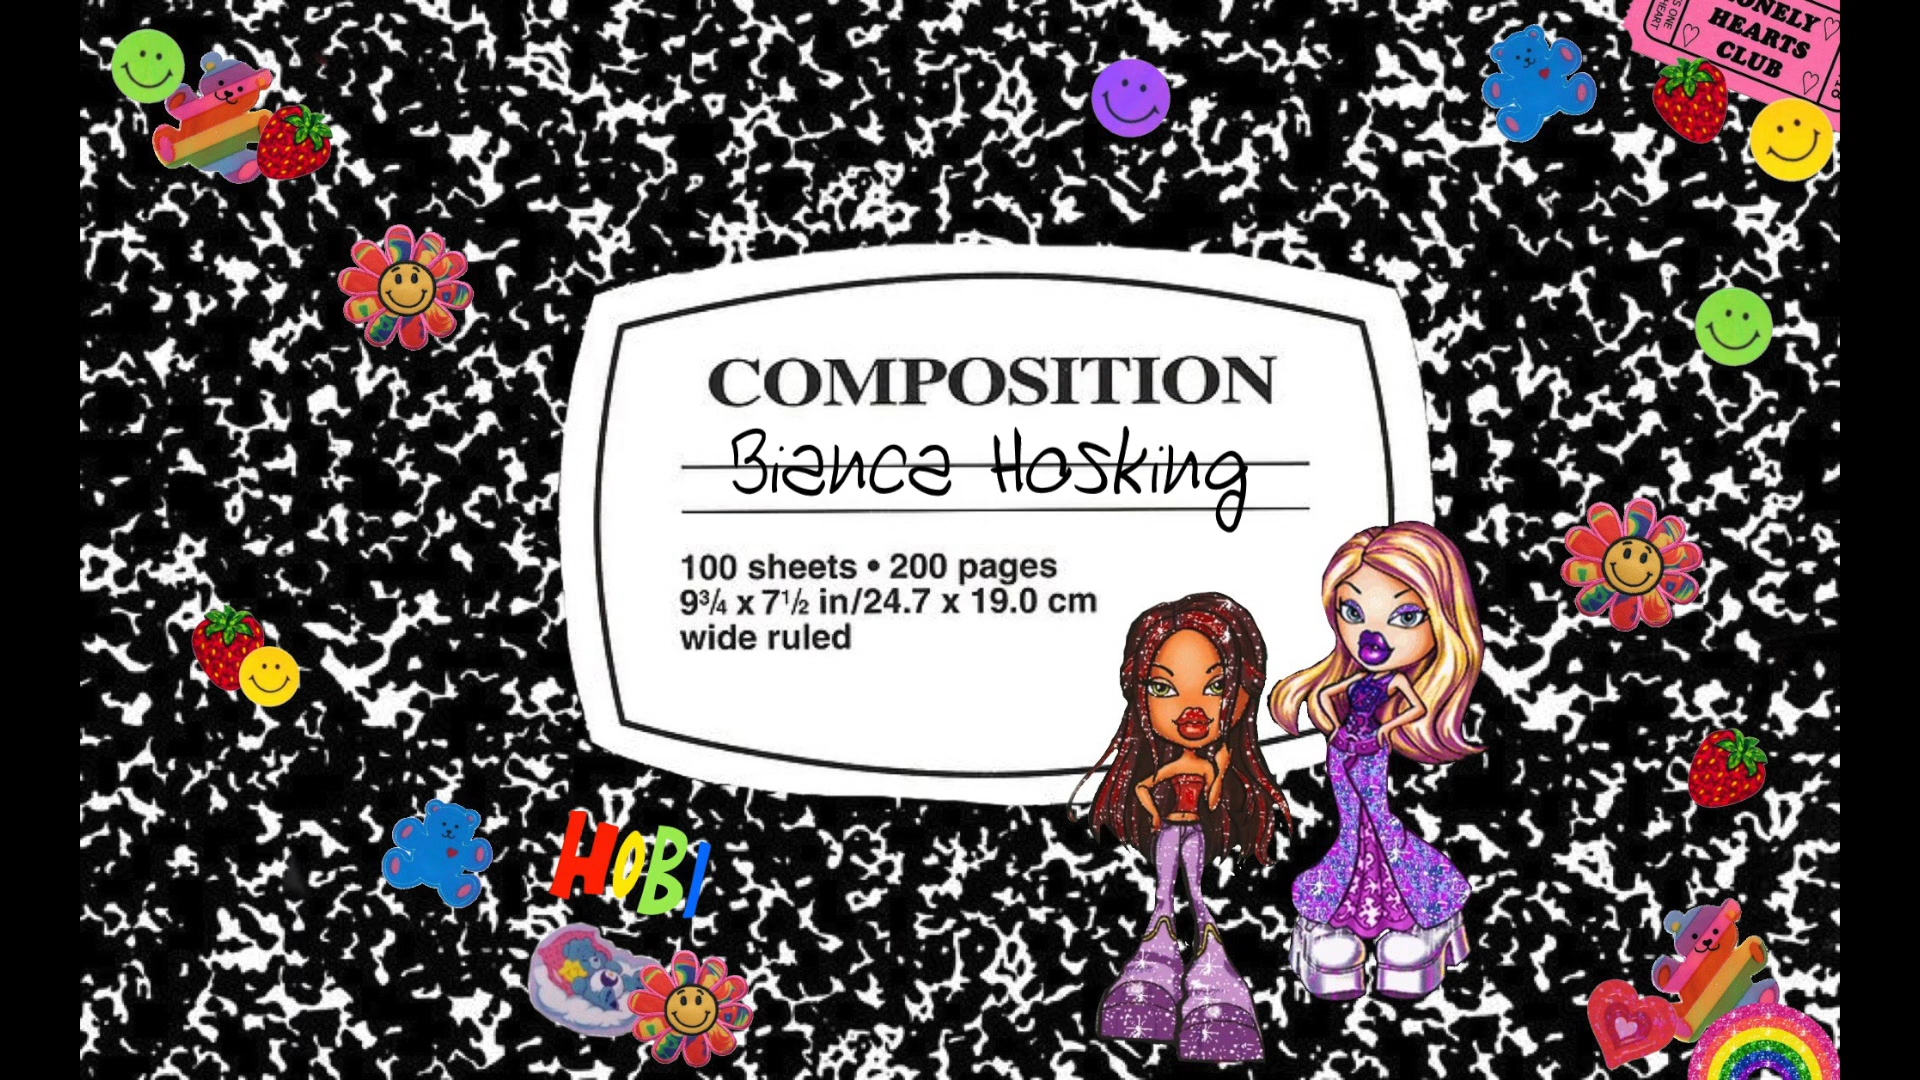 LONELY
HEARTS
CLUB
COMPOSITION
Bianca Hosking
100 sheets • 200 pages
9¾ x 7½ in/24.7 x 19.0 cm
wide ruled
HOBI